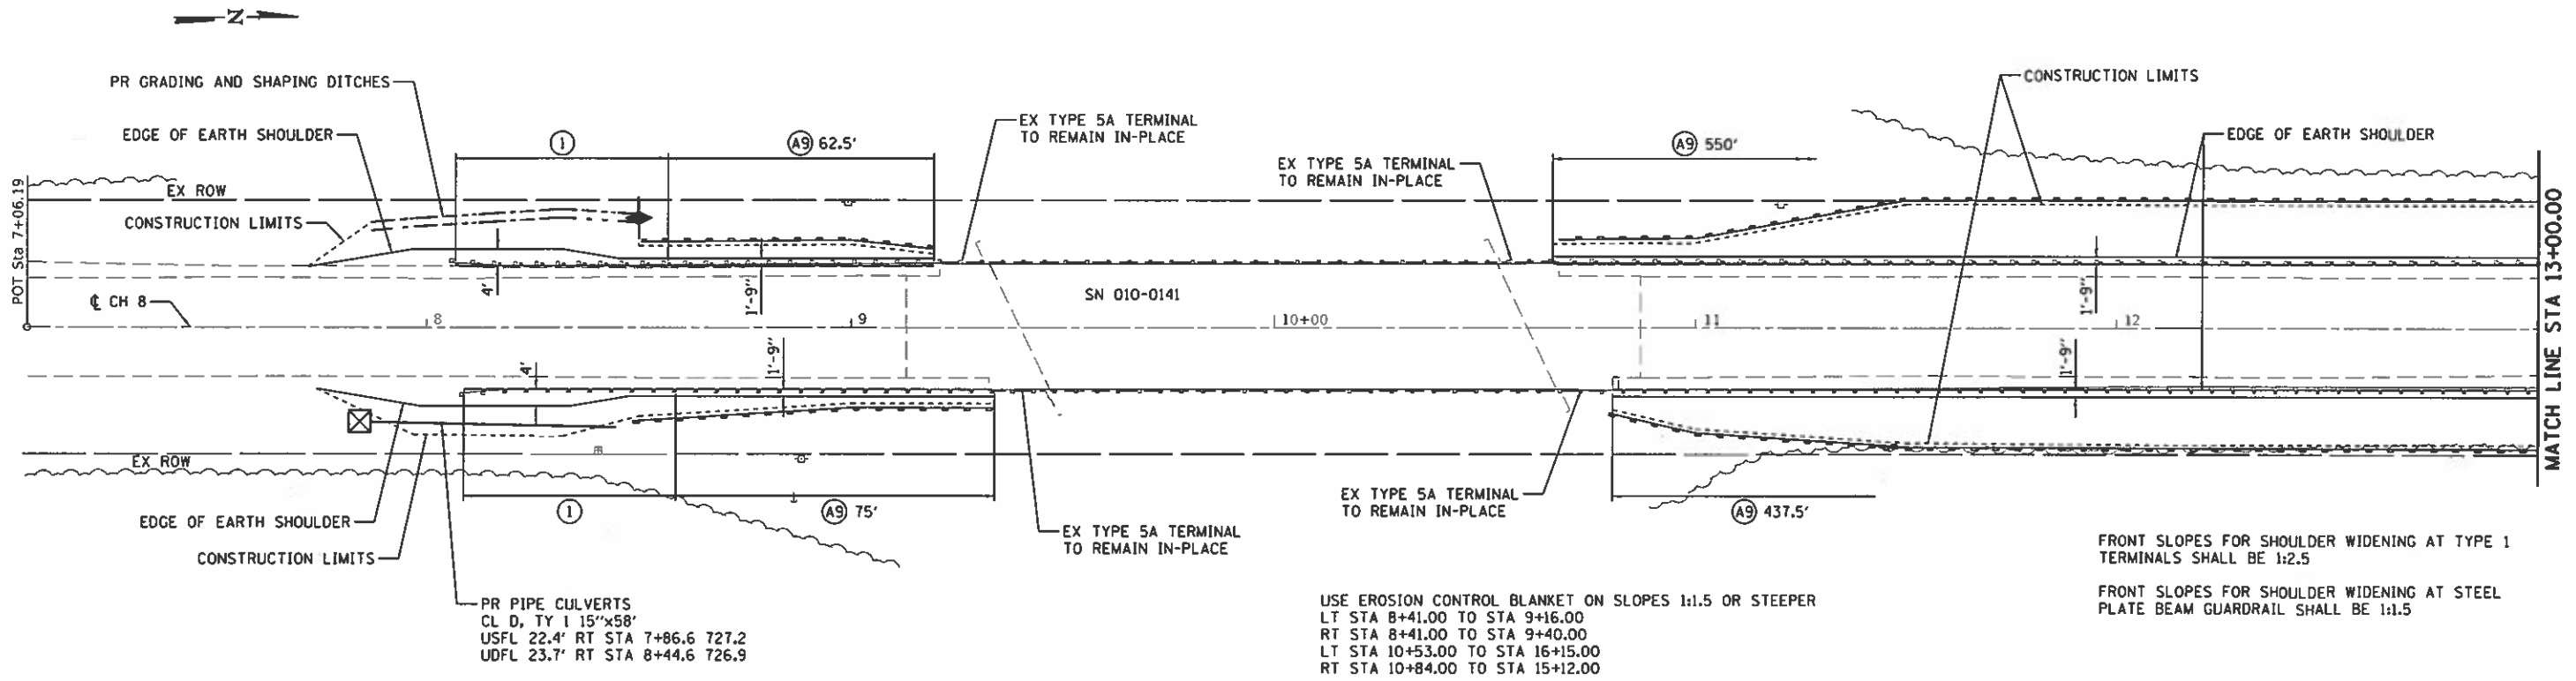 N
PR GRADING AND SHAPING DITCHES
EDGE OF EARTH SHOULDER
EX ROW
CONSTRUCTION LIMITS
POT Sta 7+06.19
℄ CH 8
1
A9 62.5'
EX TYPE 5A TERMINAL
TO REMAIN IN-PLACE
EX TYPE 5A TERMINAL
TO REMAIN IN-PLACE
A9 550'
CONSTRUCTION LIMITS
EDGE OF EARTH SHOULDER
4'
1'-9"
SN 010-0141
1'-9"
8
9
10+00
11
12
MATCH LINE STA 13+00.00
4'
1'-9"
1'-9"
EX ROW
EDGE OF EARTH SHOULDER
CONSTRUCTION LIMITS
1
A9 75'
EX TYPE 5A TERMINAL
TO REMAIN IN-PLACE
EX TYPE 5A TERMINAL
TO REMAIN IN-PLACE
A9 437.5'
PR PIPE CULVERTS
CL D, TY 1 15"x58'
USFL 22.4' RT STA 7+86.6 727.2
UDFL 23.7' RT STA 8+44.6 726.9
USE EROSION CONTROL BLANKET ON SLOPES 1:1.5 OR STEEPER
LT STA 8+41.00 TO STA 9+16.00
RT STA 8+41.00 TO STA 9+40.00
LT STA 10+53.00 TO STA 16+15.00
RT STA 10+84.00 TO STA 15+12.00
FRONT SLOPES FOR SHOULDER WIDENING AT TYPE 1
TERMINALS SHALL BE 1:2.5
FRONT SLOPES FOR SHOULDER WIDENING AT STEEL
PLATE BEAM GUARDRAIL SHALL BE 1:1.5